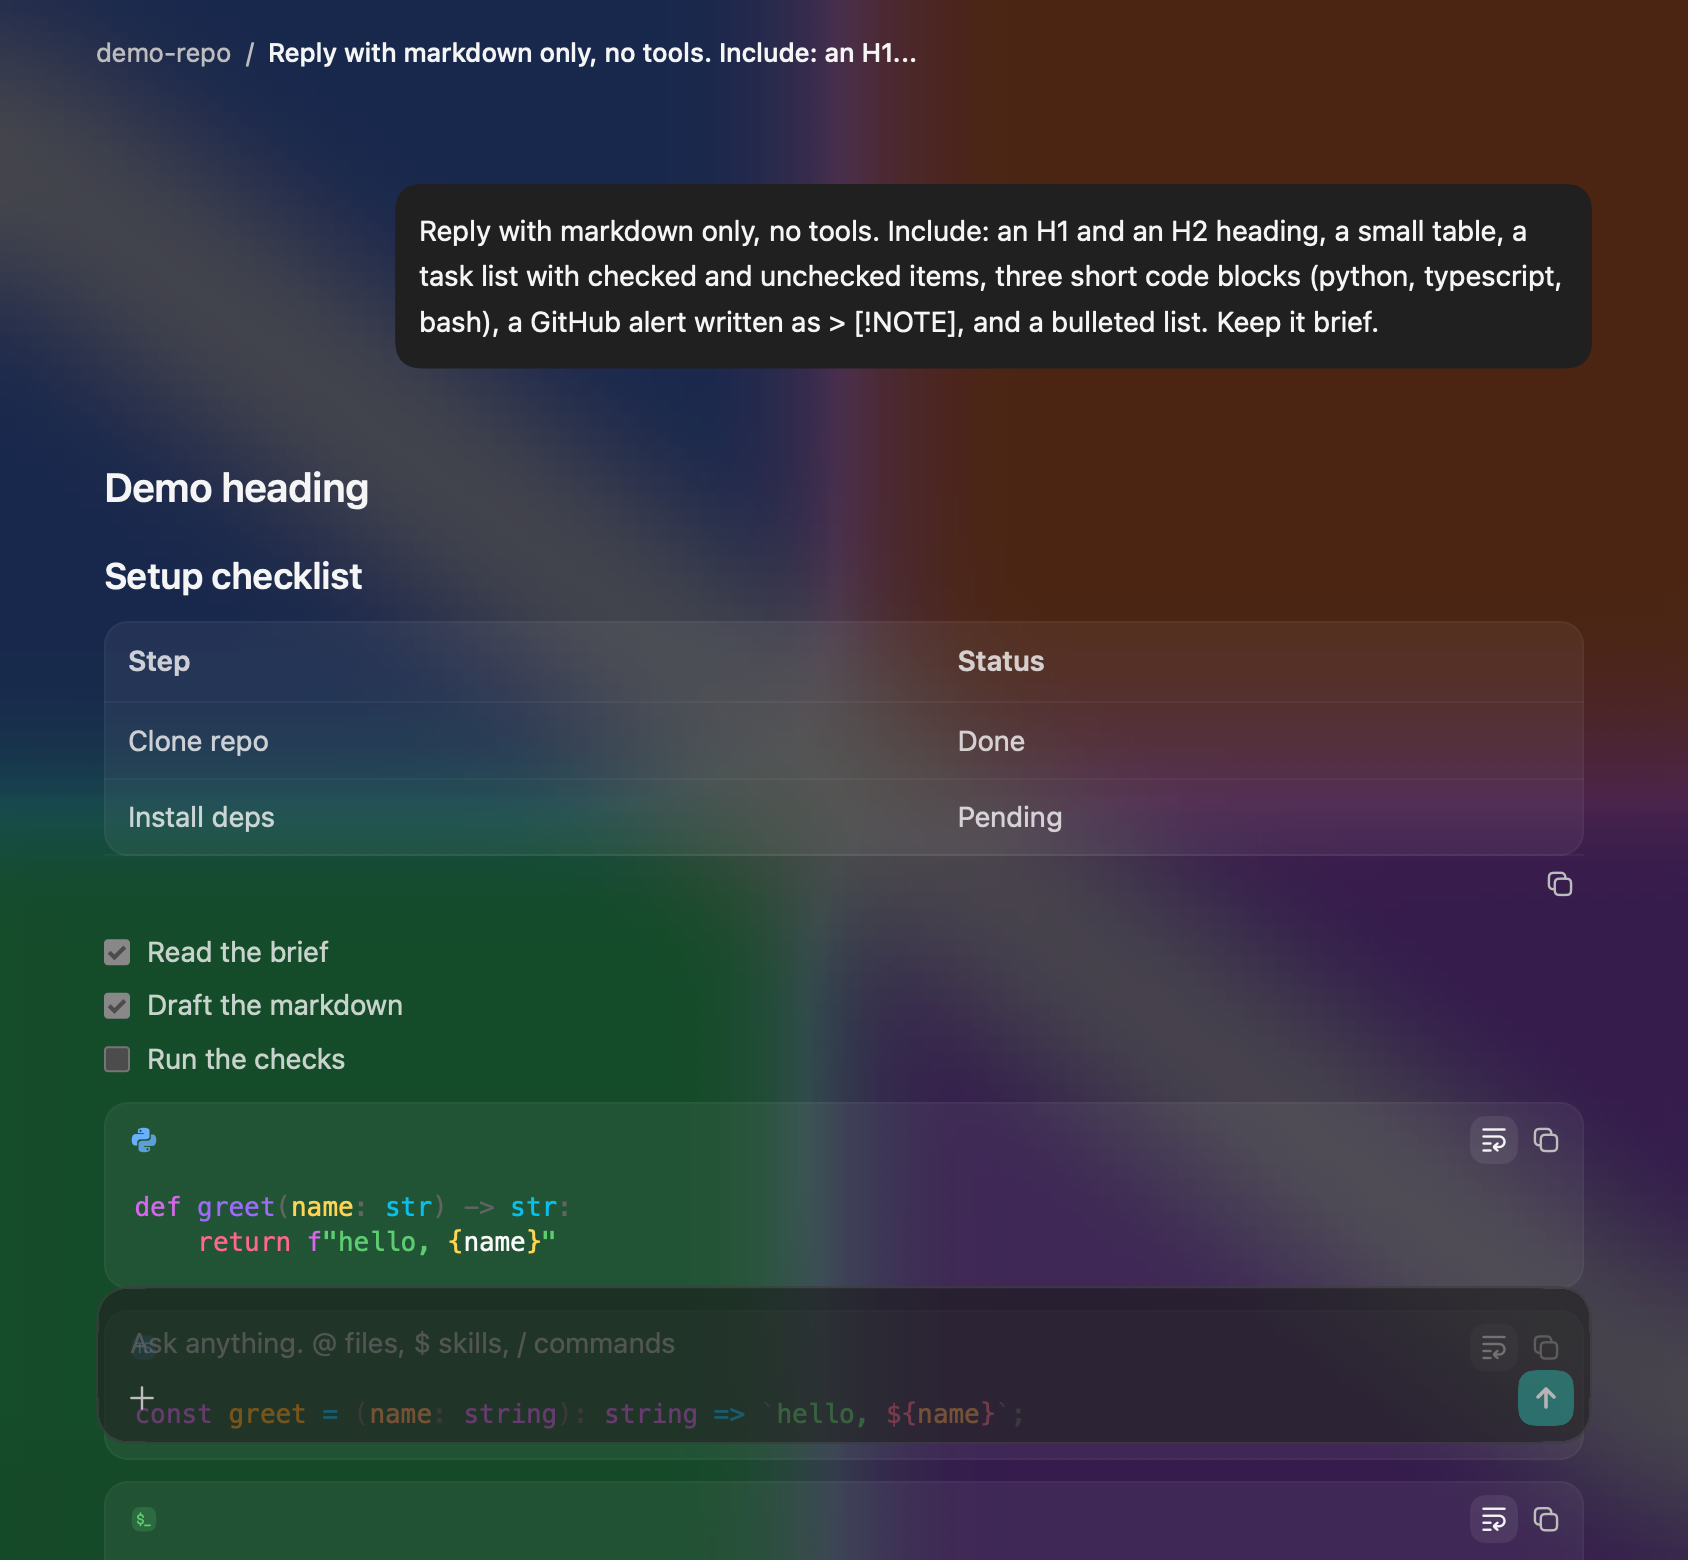 demo-repo / Reply with markdown only, no tools. Include: an H1...
Reply with markdown only, no tools. Include: an H1 and an H2 heading, a small table, a
task list with checked and unchecked items, three short code blocks (python, typescript,
bash), a GitHub alert written as > [!NOTE], and a bulleted list. Keep it brief.
Demo heading
Setup checklist
Step Status
Clone repo Done
Install deps Pending
Read the brief
Draft the markdown
Run the checks
def greet(name: str) -> str:
    return f"hello, {name}"
Ask anything. @ files, $ skills, / commands
const greet = (name: string): string => `hello, ${name}`;
$_